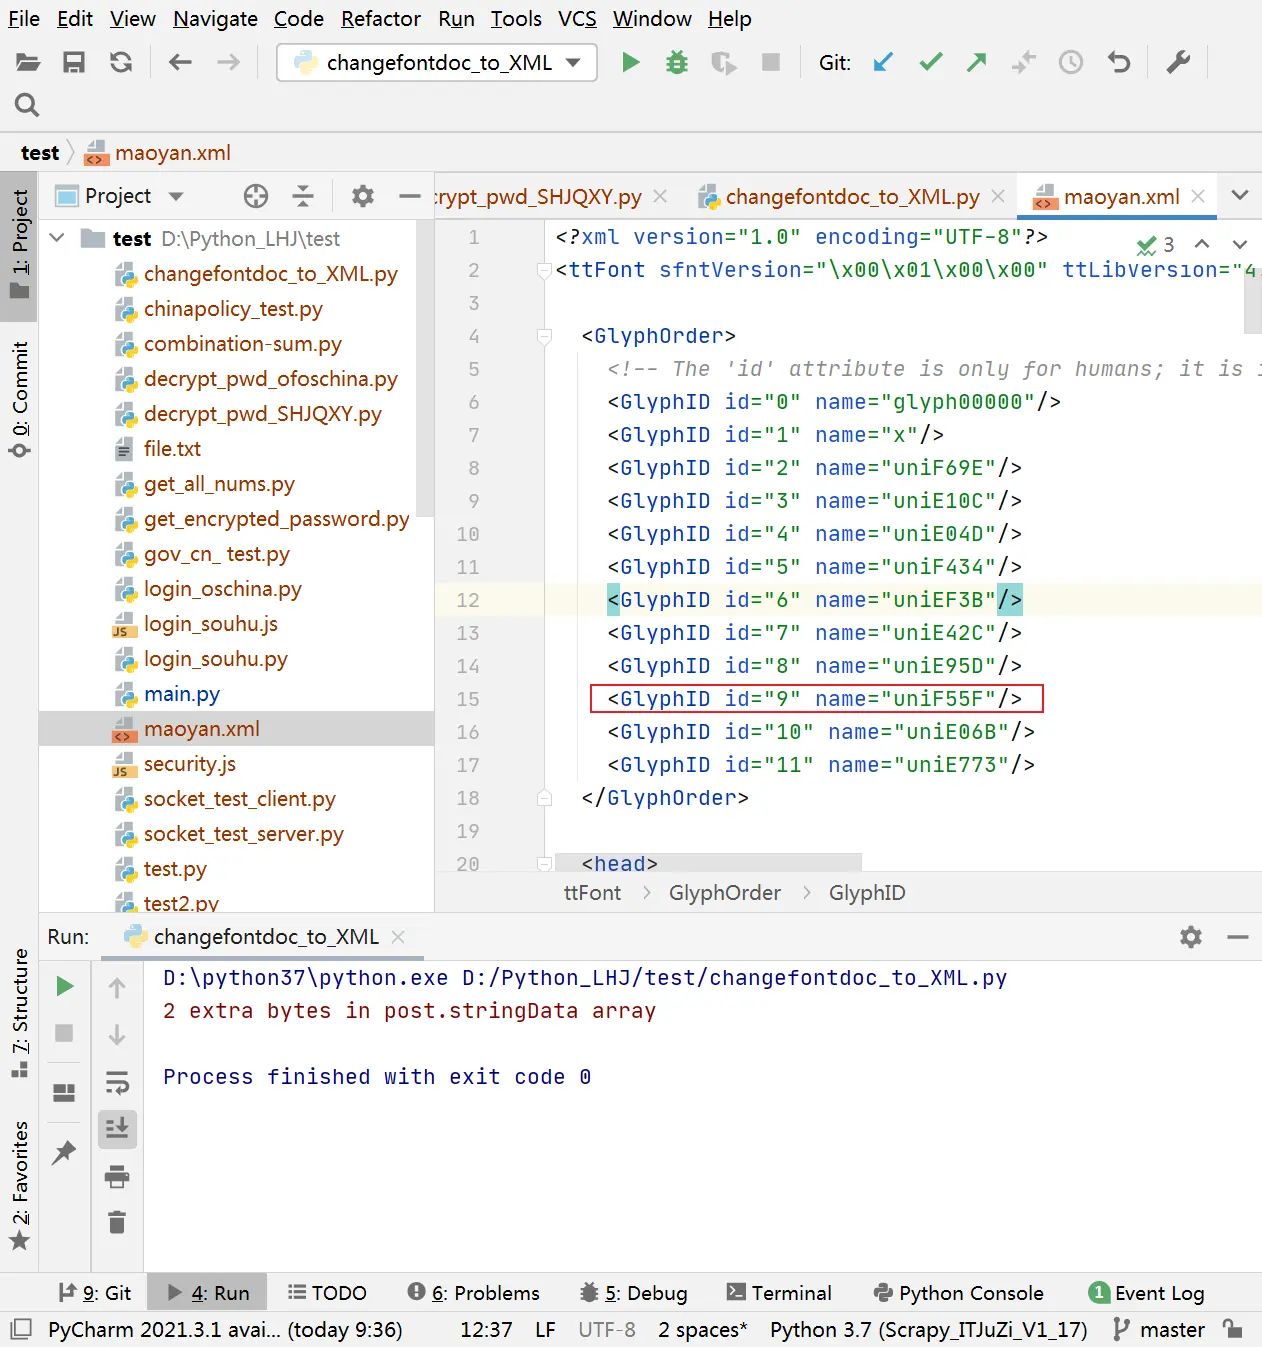 File Edit View Navigate Code Refactor Run Tools VCS Window Help
changefontdoc_to_XML Git:
test maoyan.xml
Project crypt_pwd_SHJQXY.py changefontdoc_to_XML.py maoyan.xml
1: Project
0: Commit
7: Structure
2: Favorites
test D:\Python_LHJ\test
changefontdoc_to_XML.py
chinapolicy_test.py
combination-sum.py
decrypt_pwd_ofoschina.py
decrypt_pwd_SHJQXY.py
file.txt
get_all_nums.py
get_encrypted_password.py
gov_cn_ test.py
login_oschina.py
login_souhu.js
login_souhu.py
main.py
maoyan.xml
security.js
socket_test_client.py
socket_test_server.py
test.py
test2.py
3
1 <?xml version="1.0" encoding="UTF-8"?>
2 <ttFont sfntVersion="\x00\x01\x00\x00" ttLibVersion="4.
3
4 <GlyphOrder>
5 <!-- The 'id' attribute is only for humans; it is i
6 <GlyphID id="0" name="glyph00000"/>
7 <GlyphID id="1" name="x"/>
8 <GlyphID id="2" name="uniF69E"/>
9 <GlyphID id="3" name="uniE10C"/>
10 <GlyphID id="4" name="uniE04D"/>
11 <GlyphID id="5" name="uniF434"/>
12 <GlyphID id="6" name="uniEF3B"/>
13 <GlyphID id="7" name="uniE42C"/>
14 <GlyphID id="8" name="uniE95D"/>
15 <GlyphID id="9" name="uniF55F"/>
16 <GlyphID id="10" name="uniE06B"/>
17 <GlyphID id="11" name="uniE773"/>
18 </GlyphOrder>
19
20 <head>
ttFont GlyphOrder GlyphID
Run: changefontdoc_to_XML
D:\python37\python.exe D:/Python_LHJ/test/changefontdoc_to_XML.py
2 extra bytes in post.stringData array
Process finished with exit code 0
9: Git 4: Run TODO 6: Problems 5: Debug Terminal Python Console 1 Event Log
PyCharm 2021.3.1 avai... (today 9:36) 12:37 LF UTF-8 2 spaces* Python 3.7 (Scrapy_ITJuZi_V1_17) master